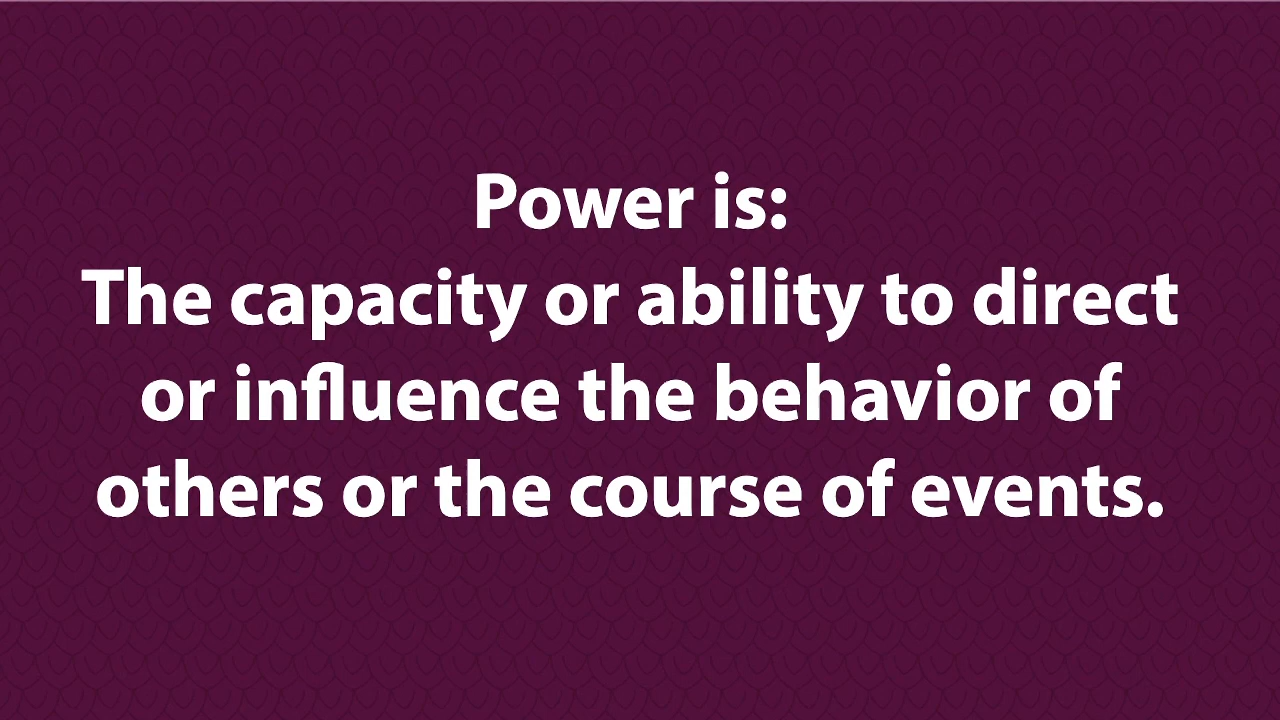 Power is:
The capacity or ability to direct
or influence the behavior of
others or the course of events.